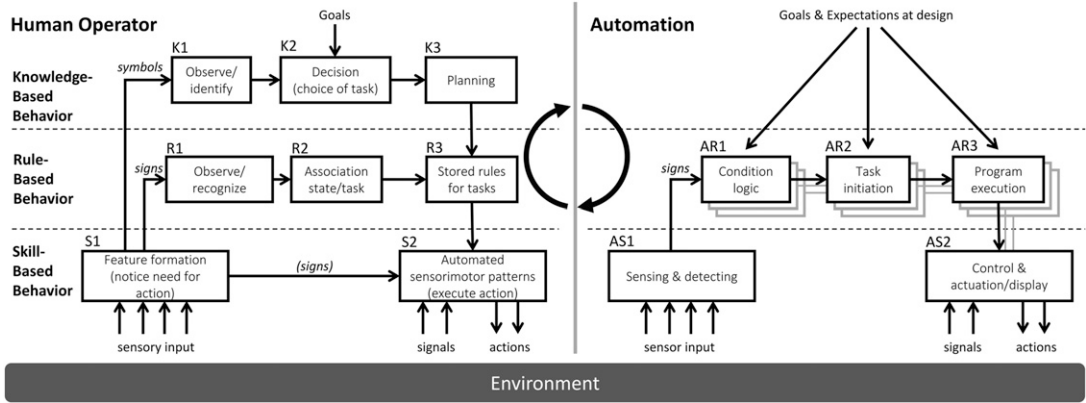 Human Operator
Automation
Goals
Goals & Expectations at design
Knowledge-
Based
Behavior
symbols
K1
Observe/
identify
K2
Decision
(choice of task)
K3
Planning
Rule-
Based
Behavior
signs
R1
Observe/
recognize
R2
Association
state/task
R3
Stored rules
for tasks
signs
AR1
Condition
logic
AR2
Task
initiation
AR3
Program
execution
Skill-
Based
Behavior
S1
Feature formation
(notice need for
action)
(signs)
S2
Automated
sensorimotor patterns
(execute action)
AS1
Sensing & detecting
AS2
Control &
actuation/display
sensory input
signals
actions
sensor input
signals
actions
Environment